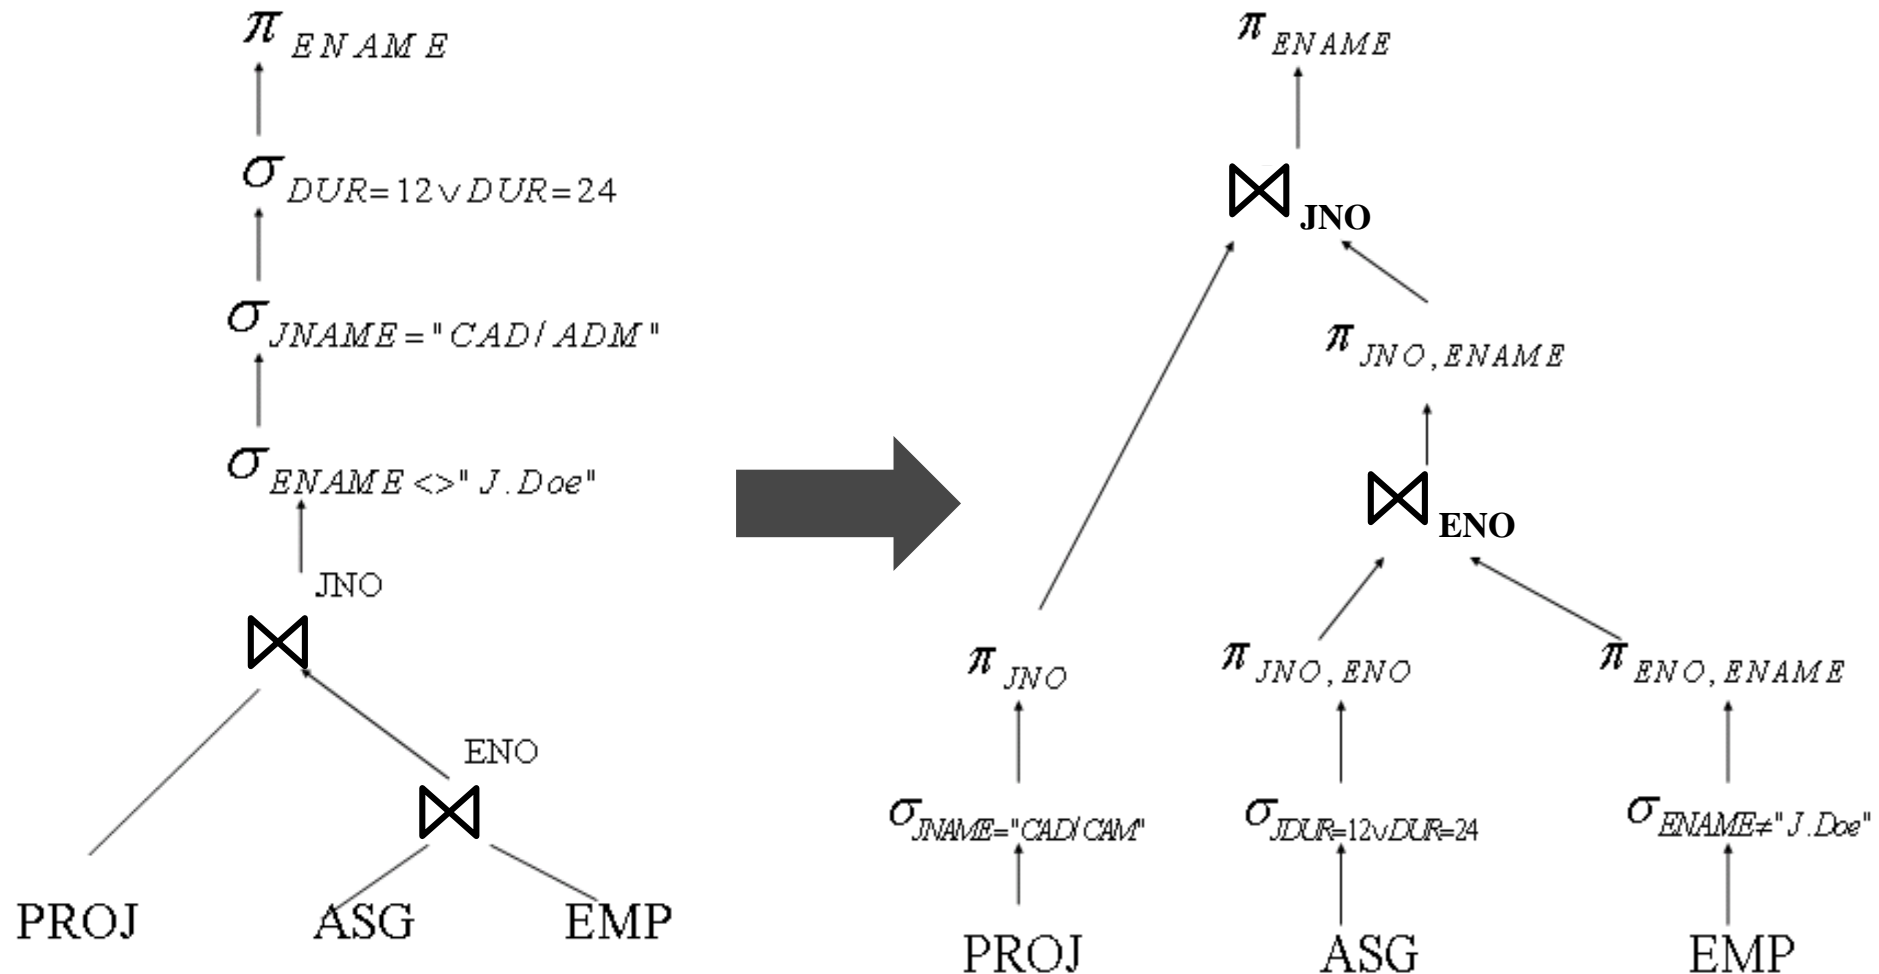 π ENAME
σ DUR=12∨DUR=24
σ JNAME="CAD/ADM"
σ ENAME<>"J.Doe"
JNO
⋈
ENO
⋈
PROJ ASG EMP
π ENAME
⋈ JNO
π JNO,ENAME
⋈ ENO
π JNO π JNO,ENO π ENO,ENAME
σ JNAME="CAD/CAM" σ JDUR=12∨DUR=24 σ ENAME≠"J.Doe"
PROJ ASG EMP